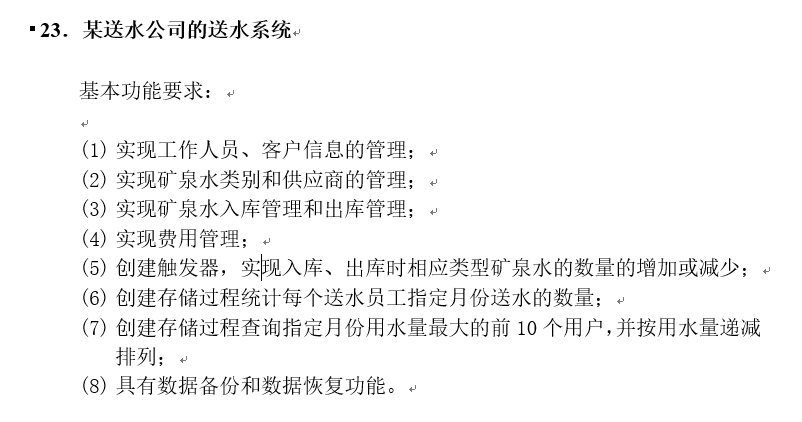 23．某送水公司的送水系统
基本功能要求：
(1) 实现工作人员、客户信息的管理；
(2) 实现矿泉水类别和供应商的管理；
(3) 实现矿泉水入库管理和出库管理；
(4) 实现费用管理；
(5) 创建触发器，实现入库、出库时相应类型矿泉水的数量的增加或减少；
(6) 创建存储过程统计每个送水员工指定月份送水的数量；
(7) 创建存储过程查询指定月份用水量最大的前 10 个用户，并按用水量递减
排列；
(8) 具有数据备份和数据恢复功能。